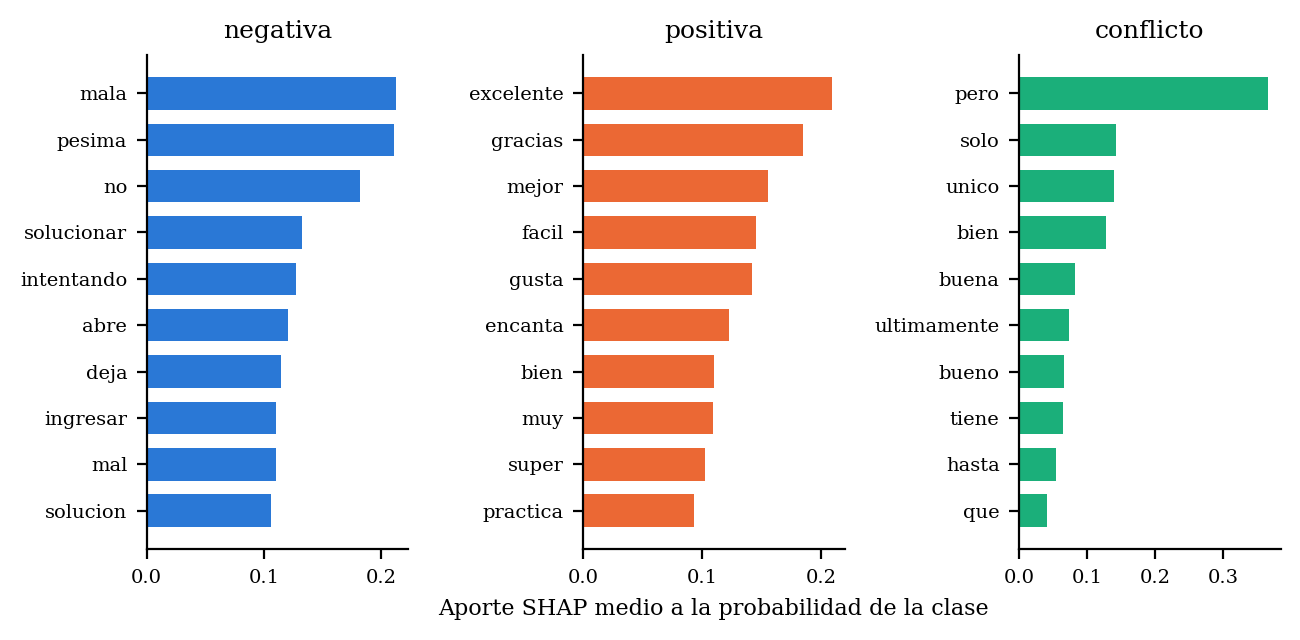 negativa
mala
pesima
no
solucionar
intentando
abre
deja
ingresar
mal
solucion
0.0 0.1 0.2
positiva
excelente
gracias
mejor
facil
gusta
encanta
bien
muy
super
practica
0.0 0.1 0.2
conflicto
pero
solo
unico
bien
buena
ultimamente
bueno
tiene
hasta
que
0.0 0.1 0.2 0.3
Aporte SHAP medio a la probabilidad de la clase